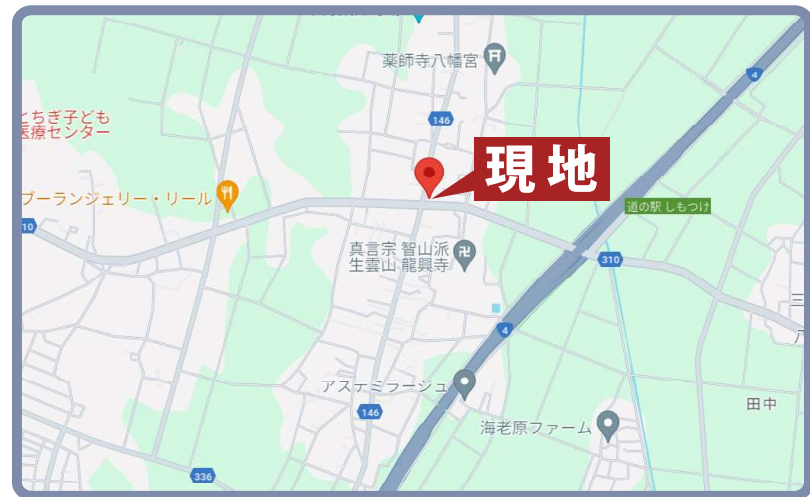 薬師寺八幡宮
4
とちぎ子ども
医療センター
146
現地
ブーランジェリー・リール
道の駅 しもつけ
10
真言宗 智山派
生雲山 龍興寺
310
三
八
4
アステミラージュ
146
田中
海老原ファーム
336